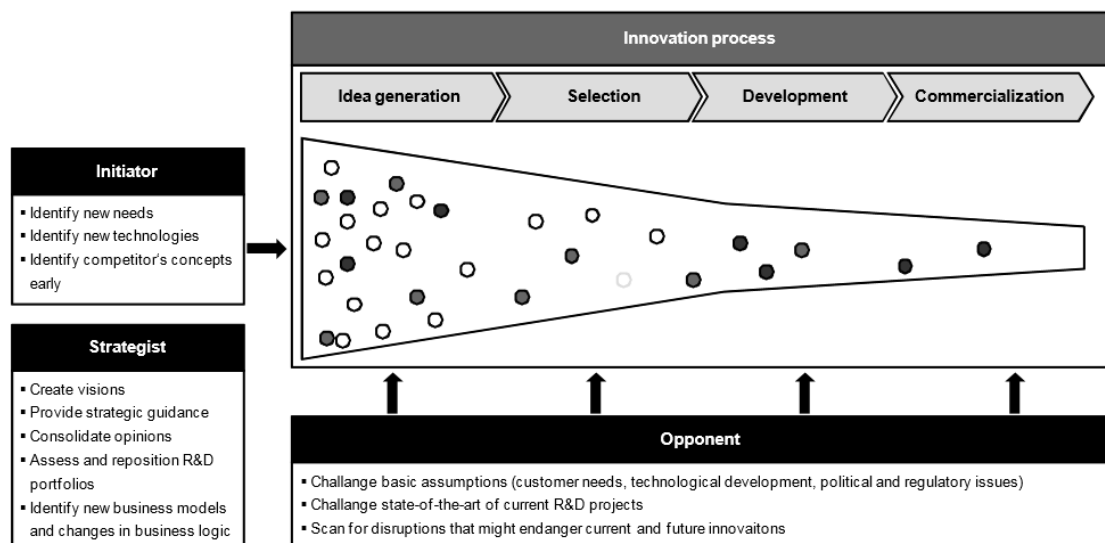 Innovation process
Idea generation
Selection
Development
Commercialization
Initiator
▪ Identify new needs
▪ Identify new technologies
▪ Identify competitor's concepts
early
Strategist
▪ Create visions
▪ Provide strategic guidance
▪ Consolidate opinions
▪ Assess and reposition R&D
portfolios
▪ Identify new business models
and changes in business logic
Opponent
▪ Challange basic assumptions (customer needs, technological development, political and regulatory issues)
▪ Challange state-of-the-art of current R&D projects
▪ Scan for disruptions that might endanger current and future innovaitons